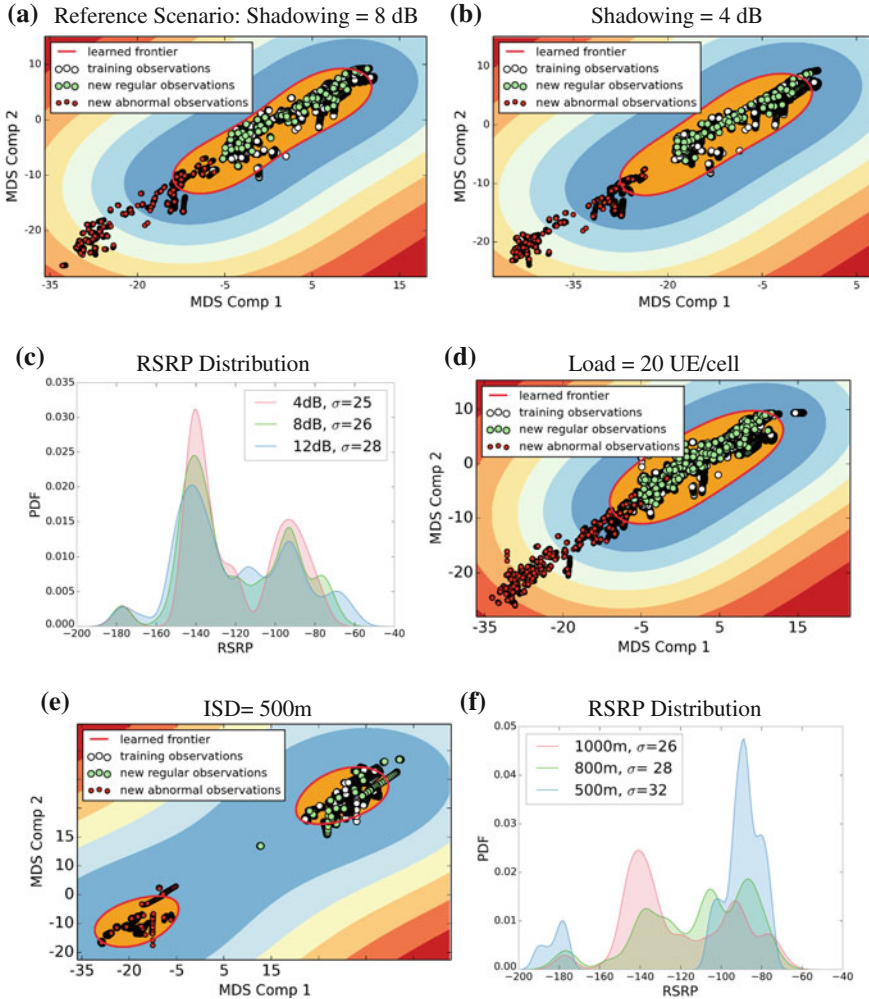 (a) Reference Scenario: Shadowing = 8 dB
learned frontier
training observations
new regular observations
new abnormal observations
MDS Comp 2
10
0
-10
-20
-35 -25 -15 -5 5 15
MDS Comp 1
(b) Shadowing = 4 dB
learned frontier
training observations
new regular observations
new abnormal observations
MDS Comp 2
10
0
-10
-20
-35 -25 -15 -5 5
MDS Comp 1
(c) RSRP Distribution
4dB, σ=25
8dB, σ=26
12dB, σ=28
PDF
0.035
0.030
0.025
0.020
0.015
0.010
0.005
0.000
−200 −180 −160 −140 −120 −100 −80 −60 −40
RSRP
(d) Load = 20 UE/cell
learned frontier
training observations
new regular observations
new abnormal observations
MDS Comp 2
10
0
-10
-20
-35 -20 -5 15
MDS Comp 1
(e) ISD= 500m
learned frontier
training observations
new regular observations
new abnormal observations
MDS Comp 2
15
0
-10
-20
-20 -5 15
MDS Comp 1
(f) RSRP Distribution
1000m, σ=26
800m, σ= 28
500m, σ=32
PDF
0.05
0.04
0.03
0.02
0.01
0.00
−200 −180 −160 −140 −120 −100 −80 −60 −40
RSRP